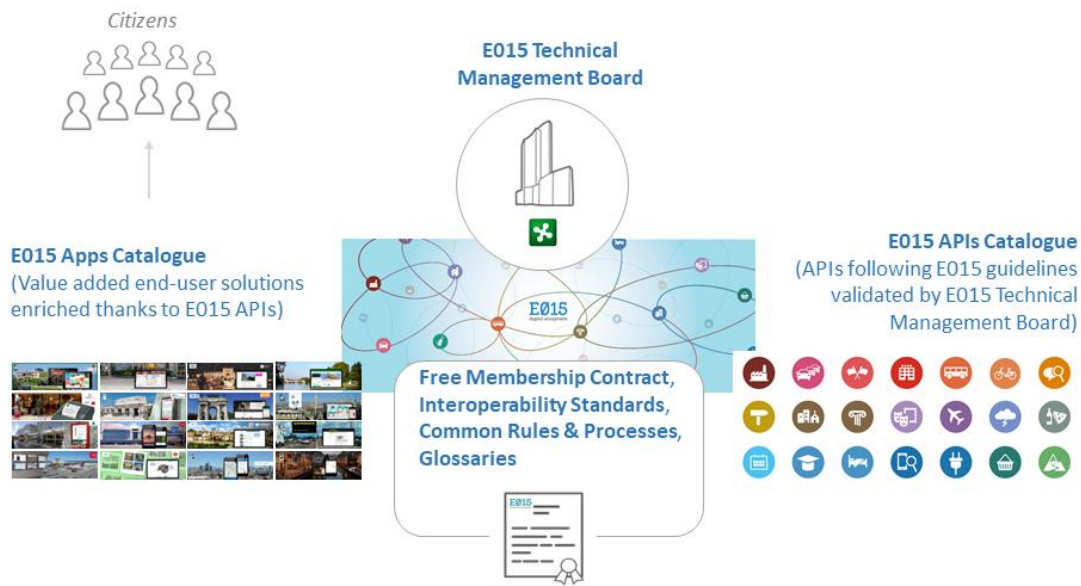 Citizens
E015 Technical
Management Board
E015 Apps Catalogue
(Value added end-user solutions
enriched thanks to E015 APIs)
E015 APIs Catalogue
(APIs following E015 guidelines
validated by E015 Technical
Management Board)
E015
digital ecosystem
Free Membership Contract,
Interoperability Standards,
Common Rules & Processes,
Glossaries
E015